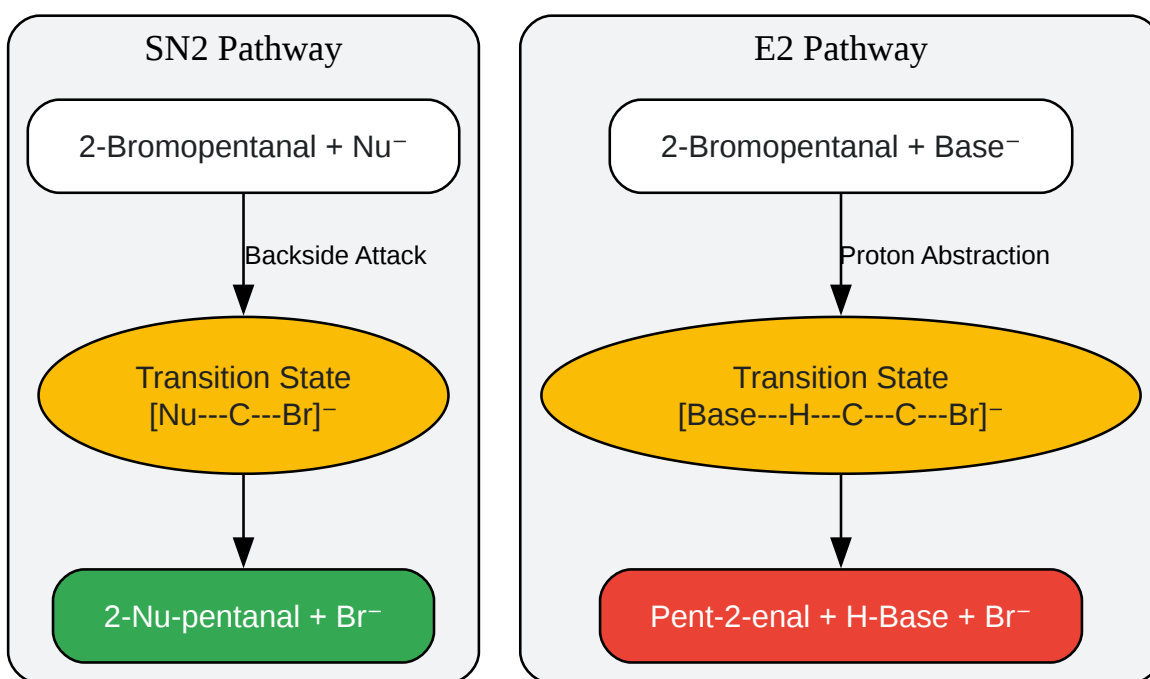 SN2 Pathway
2-Bromopentanal + Nu⁻
Backside Attack
Transition State
[Nu---C---Br]⁻
2-Nu-pentanal + Br⁻
E2 Pathway
2-Bromopentanal + Base⁻
Proton Abstraction
Transition State
[Base---H---C---C---Br]⁻
Pent-2-enal + H-Base + Br⁻